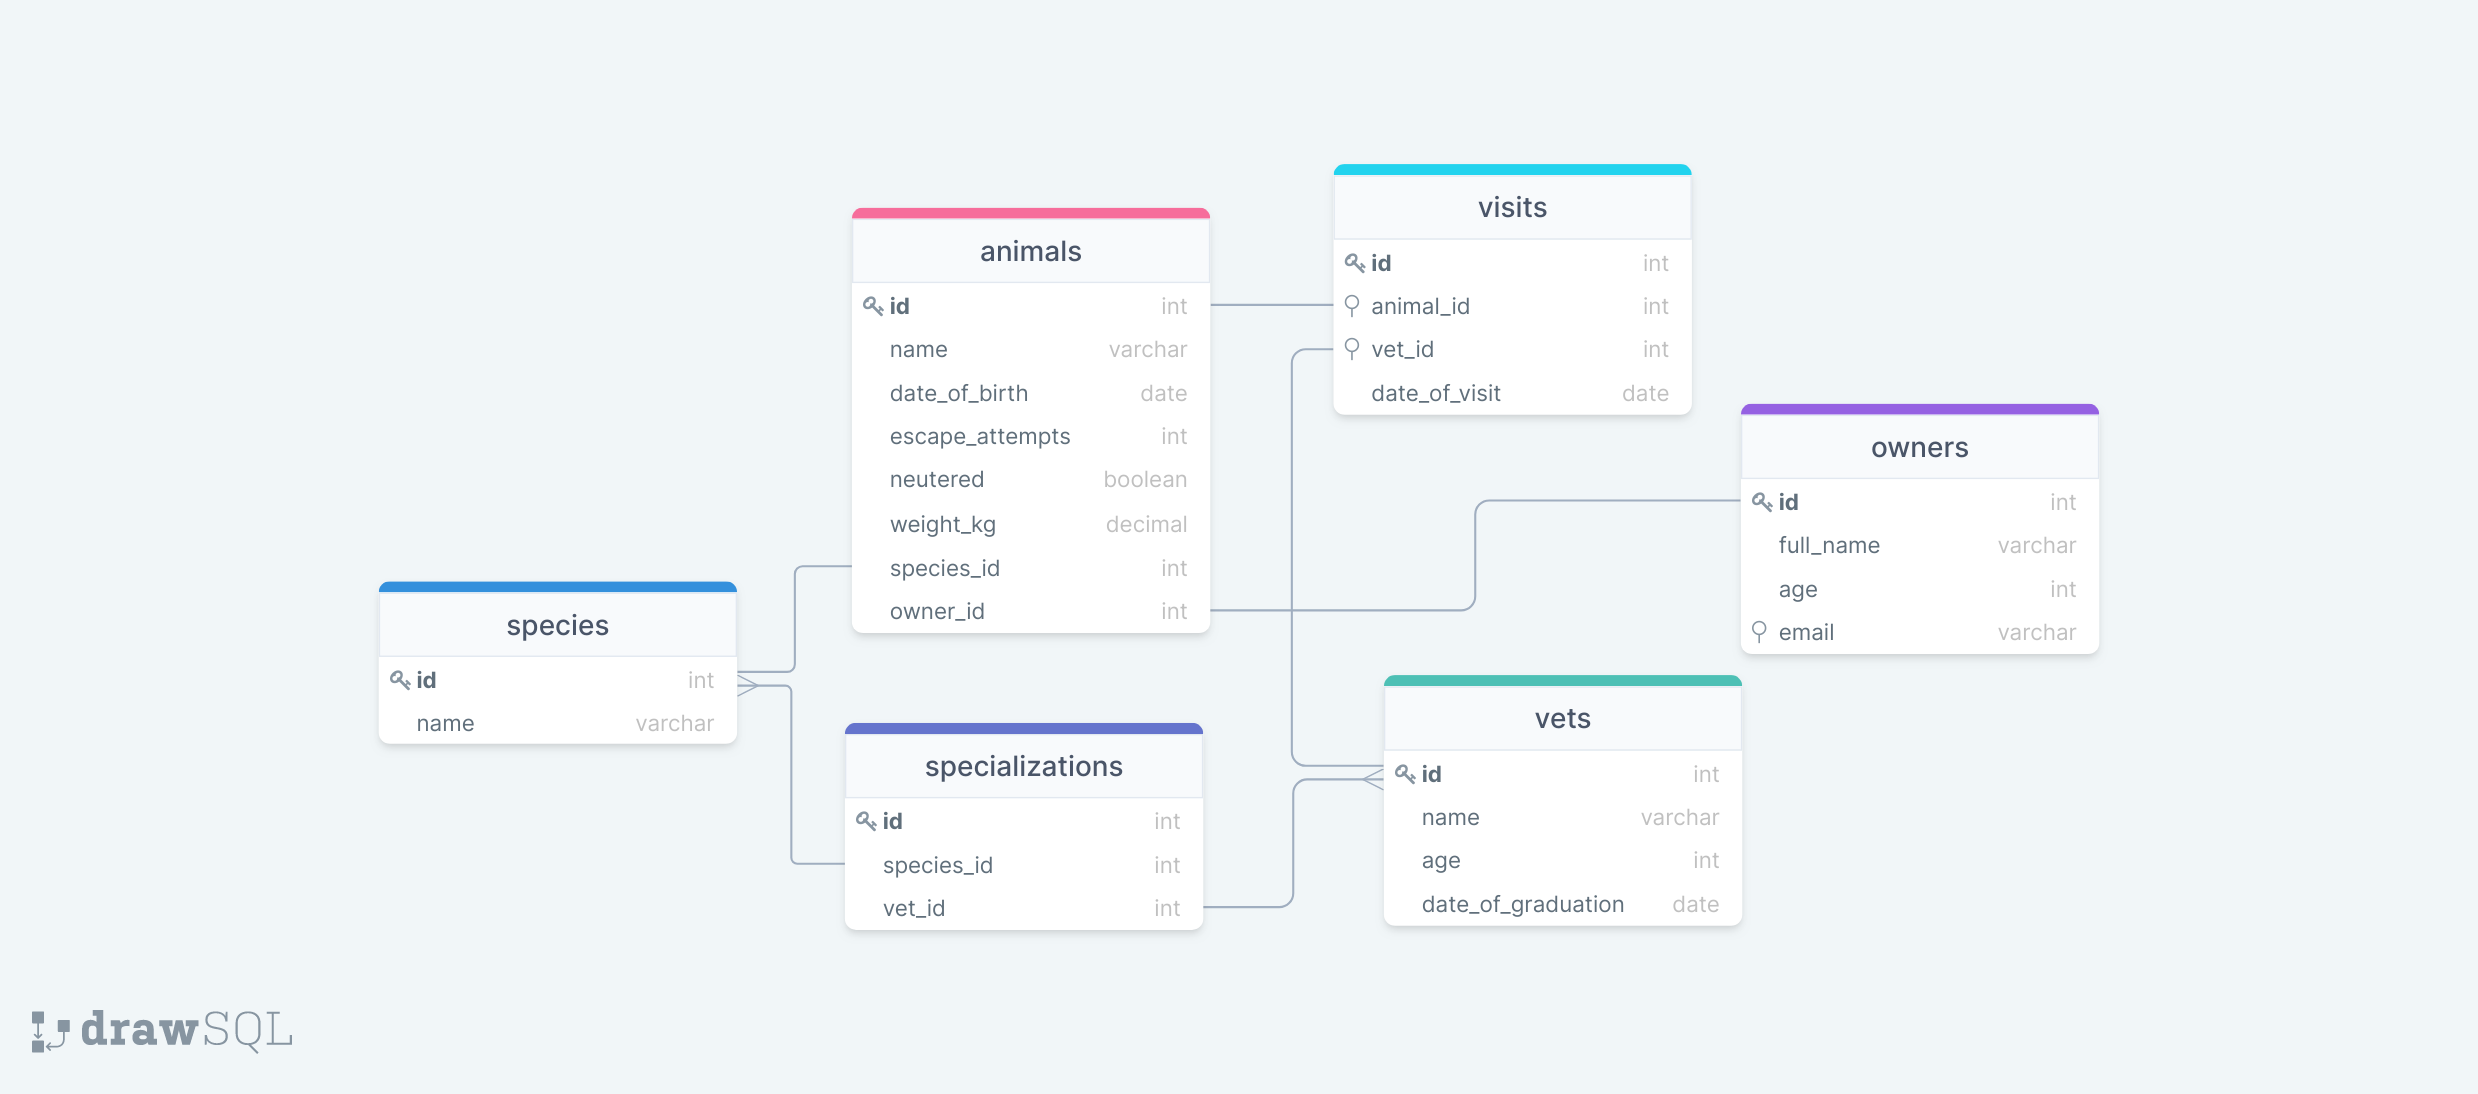 visits
id int
animal_id int
vet_id int
date_of_visit date
animals
id int
name varchar
date_of_birth date
escape_attempts int
neutered boolean
weight_kg decimal
species_id int
owner_id int
owners
id int
full_name varchar
age int
email varchar
species
id int
name varchar
specializations
id int
species_id int
vet_id int
vets
id int
name varchar
age int
date_of_graduation date
drawSQL